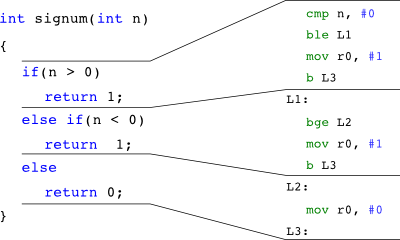 int signum(int n)
{
if(n > 0)
return 1;
else if(n < 0)
return 1;
else
return 0;
}
cmp n, #0
ble L1
mov r0, #1
b L3
L1:
bge L2
mov r0, #1
b L3
L2:
mov r0, #0
L3: